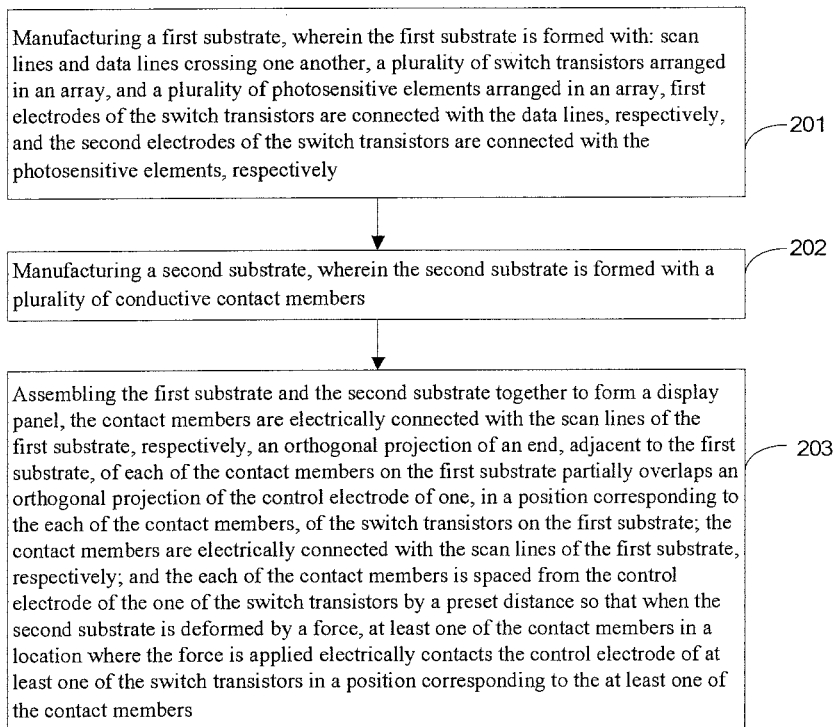 Manufacturing a first substrate, wherein the first substrate is formed with: scan
lines and data lines crossing one another, a plurality of switch transistors arranged
in an array, and a plurality of photosensitive elements arranged in an array, first
electrodes of the switch transistors are connected with the data lines, respectively,
and the second electrodes of the switch transistors are connected with the
photosensitive elements, respectively
201
Manufacturing a second substrate, wherein the second substrate is formed with a
plurality of conductive contact members
202
Assembling the first substrate and the second substrate together to form a display
panel, the contact members are electrically connected with the scan lines of the
first substrate, respectively, an orthogonal projection of an end, adjacent to the first
substrate, of each of the contact members on the first substrate partially overlaps an
orthogonal projection of the control electrode of one, in a position corresponding to
the each of the contact members, of the switch transistors on the first substrate; the
contact members are electrically connected with the scan lines of the first substrate,
respectively; and the each of the contact members is spaced from the control
electrode of the one of the switch transistors by a preset distance so that when the
second substrate is deformed by a force, at least one of the contact members in a
location where the force is applied electrically contacts the control electrode of at
least one of the switch transistors in a position corresponding to the at least one of
the contact members
203